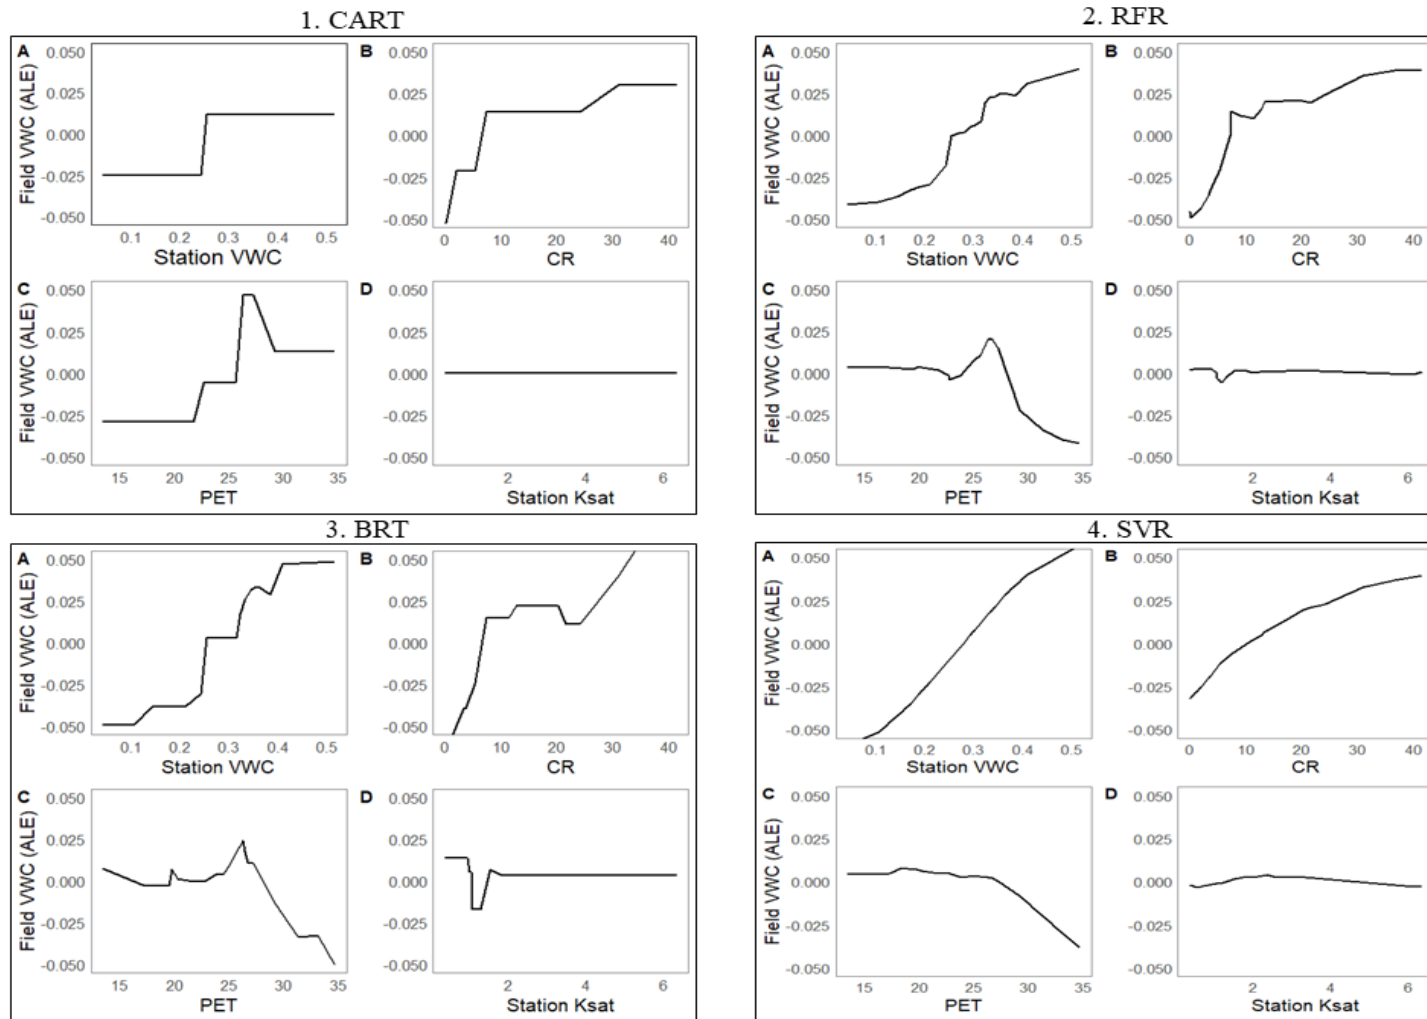 1. CART
A
B
0.050
0.025
0.000
-0.025
-0.050
Field VWC (ALE)
0.1 0.2 0.3 0.4 0.5
Station VWC
0.050
0.025
0.000
-0.025
-0.050
0 10 20 30 40
CR
C
D
0.050
0.025
0.000
-0.025
-0.050
Field VWC (ALE)
15 20 25 30 35
PET
0.050
0.025
0.000
-0.025
-0.050
2 4 6
Station Ksat
2. RFR
A
B
0.050
0.025
0.000
-0.025
-0.050
Field VWC (ALE)
0.1 0.2 0.3 0.4 0.5
Station VWC
0.050
0.025
0.000
-0.025
-0.050
0 10 20 30 40
CR
C
D
0.050
0.025
0.000
-0.025
-0.050
Field VWC (ALE)
15 20 25 30 35
PET
0.050
0.025
0.000
-0.025
-0.050
2 4 6
Station Ksat
3. BRT
A
B
0.050
0.025
0.000
-0.025
-0.050
Field VWC (ALE)
0.1 0.2 0.3 0.4 0.5
Station VWC
0.050
0.025
0.000
-0.025
-0.050
0 10 20 30 40
CR
C
D
0.050
0.025
0.000
-0.025
-0.050
Field VWC (ALE)
15 20 25 30 35
PET
0.050
0.025
0.000
-0.025
-0.050
2 4 6
Station Ksat
4. SVR
A
B
0.050
0.025
0.000
-0.025
-0.050
Field VWC (ALE)
0.1 0.2 0.3 0.4 0.5
Station VWC
0.050
0.025
0.000
-0.025
-0.050
0 10 20 30 40
CR
C
D
0.050
0.025
0.000
-0.025
-0.050
Field VWC (ALE)
15 20 25 30 35
PET
0.050
0.025
0.000
-0.025
-0.050
2 4 6
Station Ksat